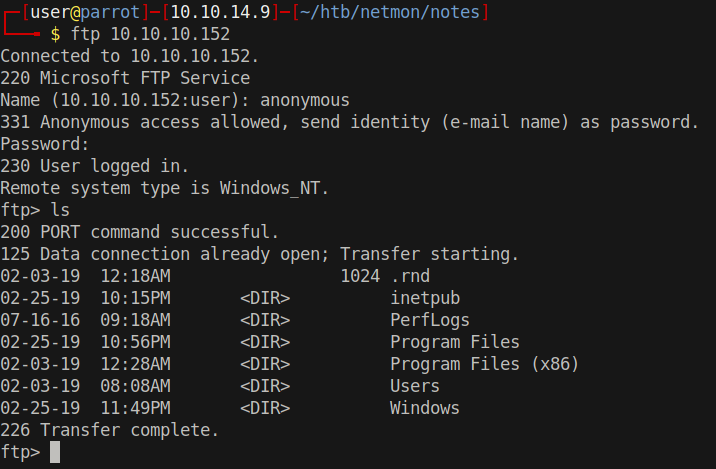 ┌─[user@parrot]─[10.10.14.9]─[~/htb/netmon/notes]
└──╼ $ ftp 10.10.10.152
Connected to 10.10.10.152.
220 Microsoft FTP Service
Name (10.10.10.152:user): anonymous
331 Anonymous access allowed, send identity (e-mail name) as password.
Password:
230 User logged in.
Remote system type is Windows_NT.
ftp> ls
200 PORT command successful.
125 Data connection already open; Transfer starting.
02-03-19  12:18AM                 1024 .rnd
02-25-19  10:15PM       <DIR>          inetpub
07-16-16  09:18AM       <DIR>          PerfLogs
02-25-19  10:56PM       <DIR>          Program Files
02-03-19  12:28AM       <DIR>          Program Files (x86)
02-03-19  08:08AM       <DIR>          Users
02-25-19  11:49PM       <DIR>          Windows
226 Transfer complete.
ftp>